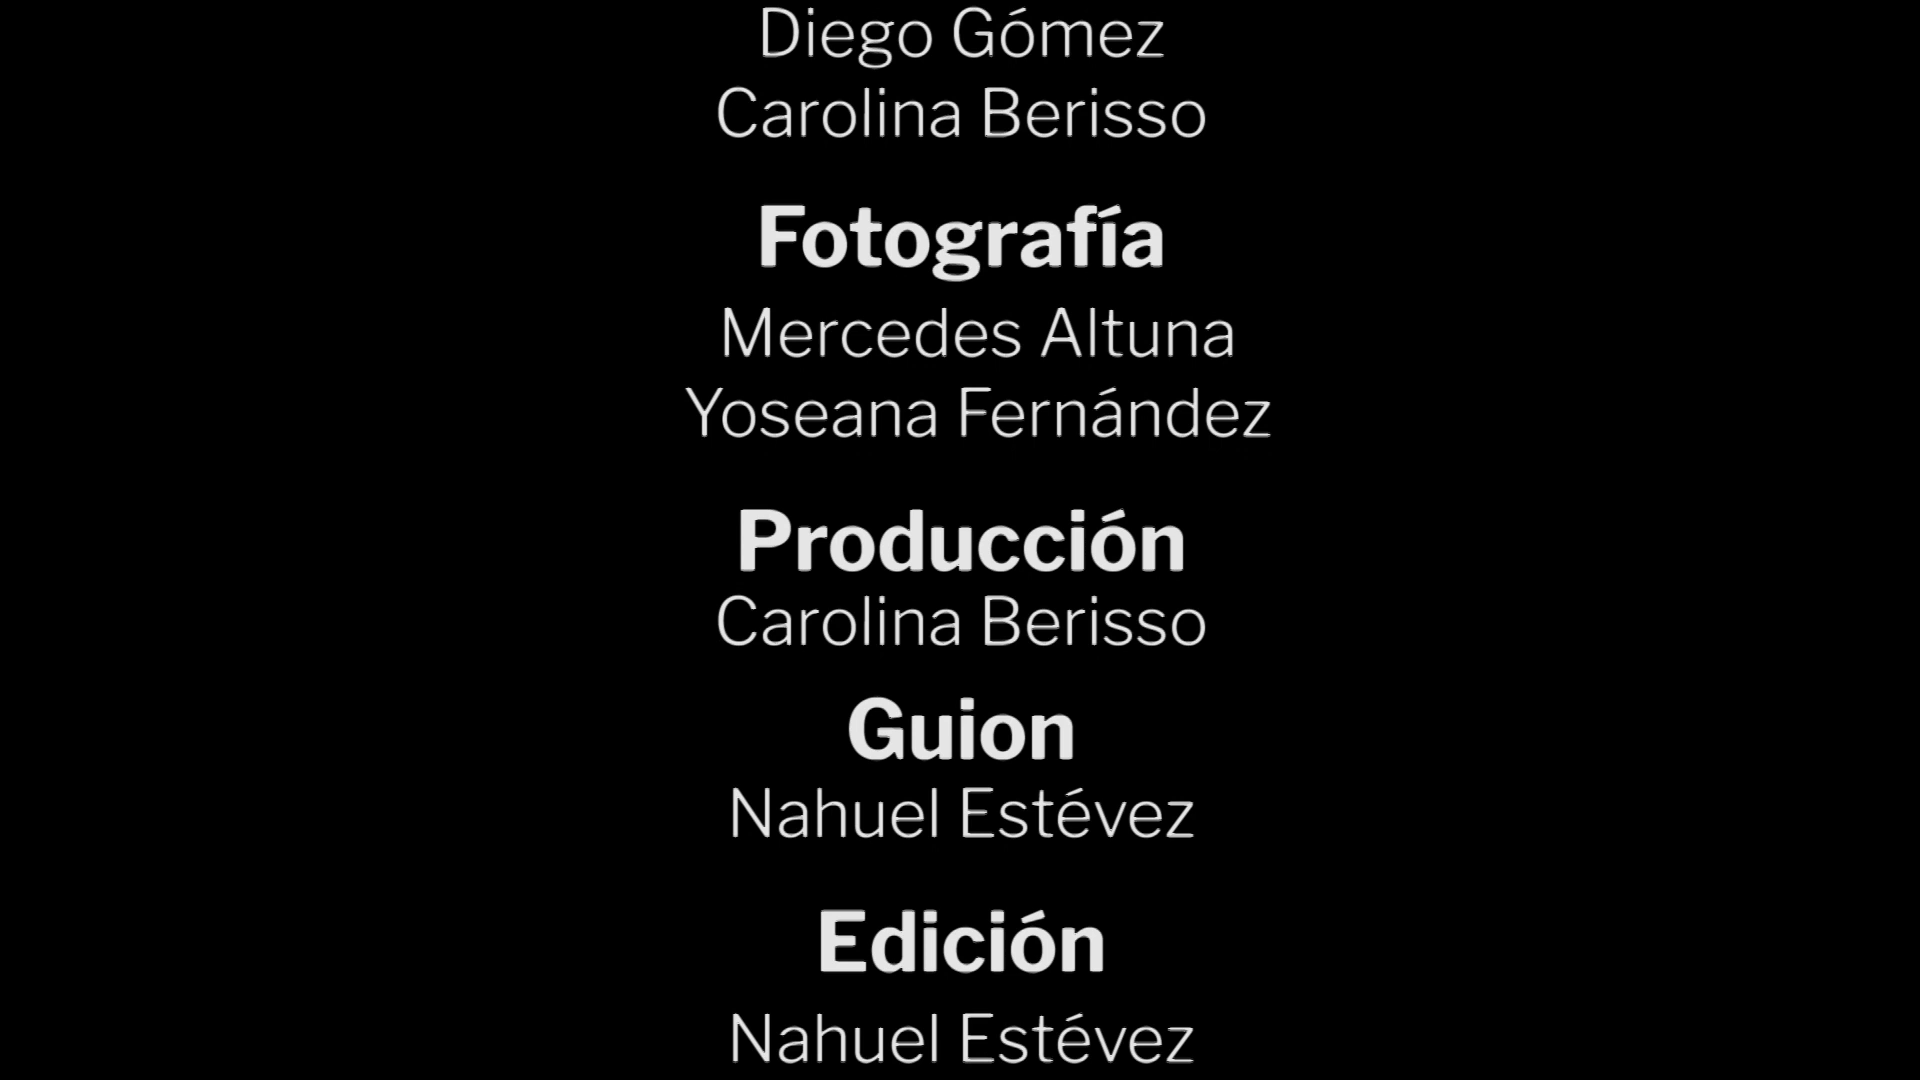 Diego Gómez
Carolina Berisso
Fotografía
Mercedes Altuna
Yoseana Fernández
Producción
Carolina Berisso
Guion
Nahuel Estévez
Edición
Nahuel Estévez